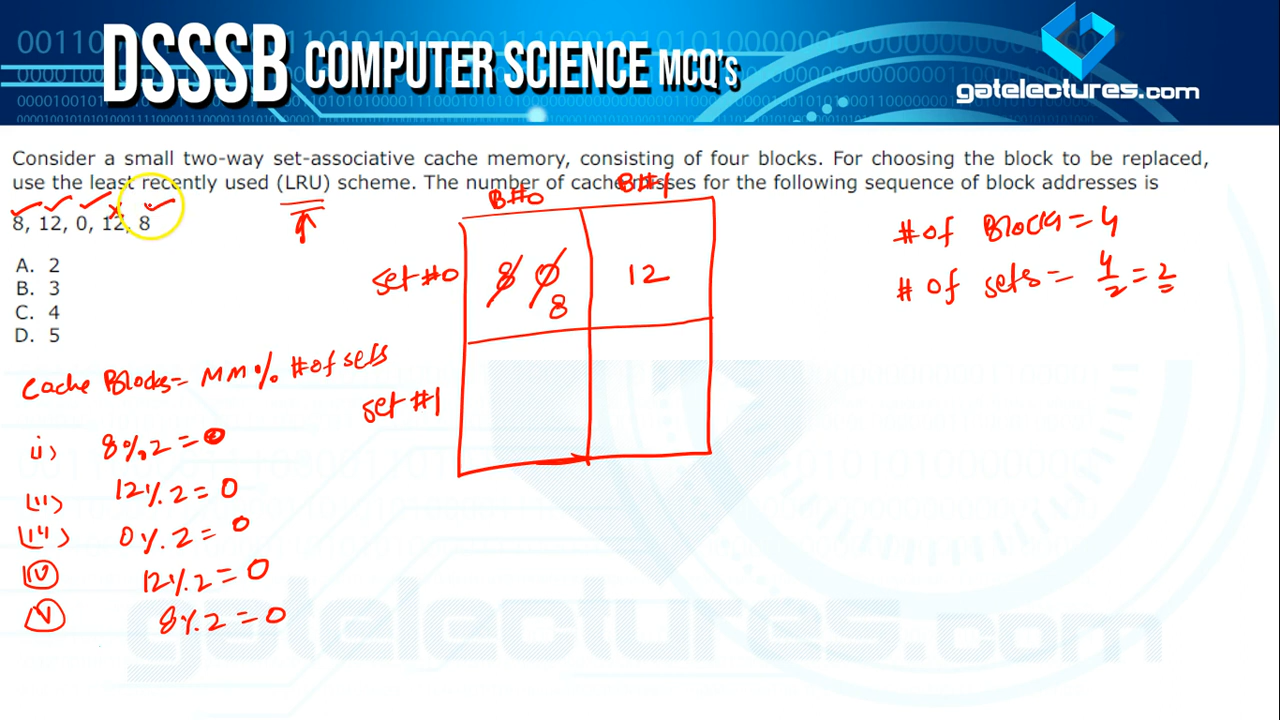 DSSSB COMPUTER SCIENCE MCQ's
gatelectures.com
Consider a small two-way set-associative cache memory, consisting of four blocks. For choosing the block to be replaced,
use the least recently used (LRU) scheme. The number of cache misses for the following sequence of block addresses is
8, 12, 0, 12, 8
B#0 B#1
# of Blocks = 4
# of sets = 4/2 = 2
A. 2
B. 3
C. 4
D. 5
set #0 8 0 8 12
set #1
Cache Blocks = MM % # of sets
i) 8%2 = 0
(ii) 12%2 = 0
(iii) 0%2 = 0
iv 12%2 = 0
v 8%2 = 0
gatelectures.com